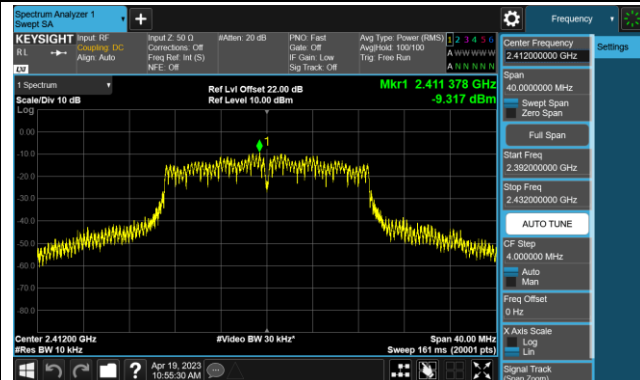 Spectrum Analyzer 1
Swept SA
Frequency
KEYSIGHT
Input: RF
Input Z: 50 Ω
#Atten: 20 dB
PNO: Fast
Avg Type: Power (RMS)
1 2 3 4 5 6
RL
Coupling: DC
Corrections: Off
Gate: Off
Avg|Hold: 100/100
A W W W W W
Align: Auto
Freq Ref: Int (S)
IF Gain: Low
Trig: Free Run
NFE: Off
Sig Track: Off
A N N N N N
LXI
1 Spectrum
Ref Lvl Offset 22.00 dB
Mkr1 2.411 378 GHz
Scale/Div 10 dB
Ref Level 10.00 dBm
-9.317 dBm
Log
1
0.00
-10.0
-20.0
-30.0
-40.0
-50.0
-60.0
-70.0
-80.0
Center 2.41200 GHz
#Video BW 30 kHz*
Span 40.00 MHz
#Res BW 10 kHz
Sweep 161 ms (20001 pts)
Apr 19, 2023
10:55:30 AM
?
Center Frequency
2.412000000 GHz
Settings
Span
40.0000000 MHz
Swept Span
Zero Span
Full Span
Start Freq
2.392000000 GHz
Stop Freq
2.432000000 GHz
AUTO TUNE
CF Step
4.000000 MHz
Auto
Man
Freq Offset
0 Hz
X Axis Scale
Log
Lin
Signal Track
(Span Zoom)